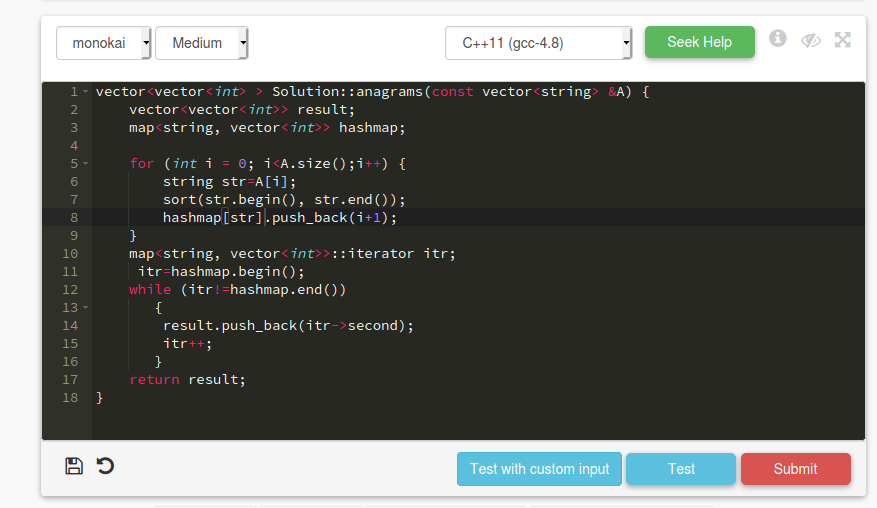 monokai Medium C++11 (gcc-4.8) Seek Help
1 vector<vector<int> > Solution::anagrams(const vector<string> &A) {
2     vector<vector<int>> result;
3     map<string, vector<int>> hashmap;
4
5     for (int i = 0; i<A.size();i++) {
6         string str=A[i];
7         sort(str.begin(), str.end());
8         hashmap[str].push_back(i+1);
9     }
10     map<string, vector<int>>::iterator itr;
11      itr=hashmap.begin();
12     while (itr!=hashmap.end())
13        {
14         result.push_back(itr->second);
15         itr++;
16        }
17     return result;
18 }
Test with custom input Test Submit